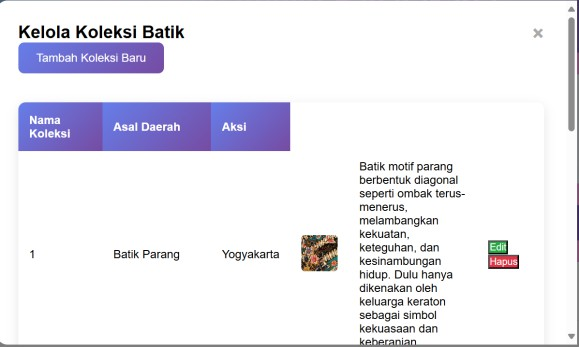 Kelola Koleksi Batik
×
Tambah Koleksi Baru
Nama
Koleksi
Asal Daerah
Aksi
1
Batik Parang
Yogyakarta
Batik motif parang
berbentuk diagonal
seperti ombak terus-
menerus,
melambangkan
kekuatan,
keteguhan, dan
kesinambungan
hidup. Dulu hanya
dikenakan oleh
keluarga keraton
sebagai simbol
kekuasaan dan
keberanian
Edit
Hapus